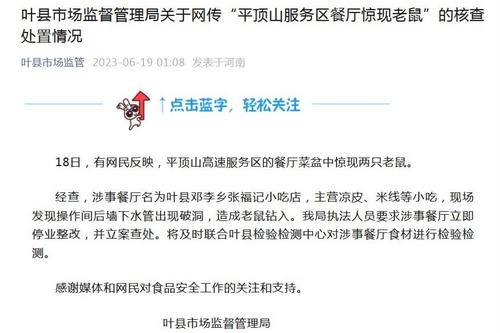 叶县市场监督管理局关于网传“平顶山服务区餐厅惊现老鼠”的核查
处置情况
叶县市场监管 2023-06-19 01:08 发表于河南
点击蓝字，轻松关注
18日，有网民反映，平顶山高速服务区的餐厅菜盆中惊现两只老鼠。
经查，涉事餐厅名为叶县邓李乡张福记小吃店，主营凉皮、米线等小吃，现场
发现操作间后墙下水管出现破洞，造成老鼠钻入。我局执法人员要求涉事餐厅立即
停业整改，并立案查处。将及时联合叶县检验检测中心对涉事餐厅食材进行检验检
测。
感谢媒体和网民对食品安全工作的关注和支持。
叶县市场监督管理局